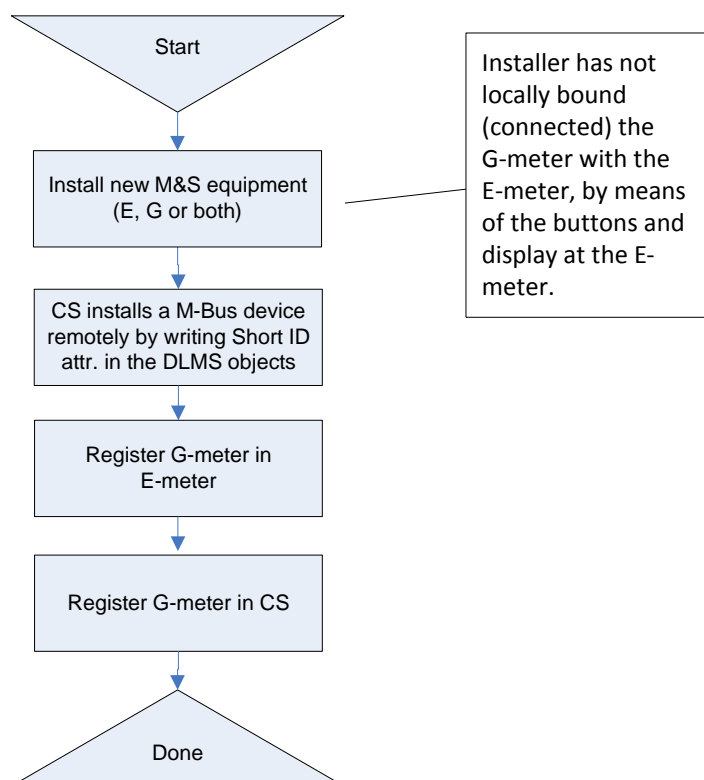 Start
Install new M&S equipment
(E, G or both)
Installer has not
locally bound
(connected) the
G-meter with the
E-meter, by means
of the buttons and
display at the E-
meter.
CS installs a M-Bus device
remotely by writing Short ID
attr. in the DLMS objects
Register G-meter in
E-meter
Register G-meter in CS
Done